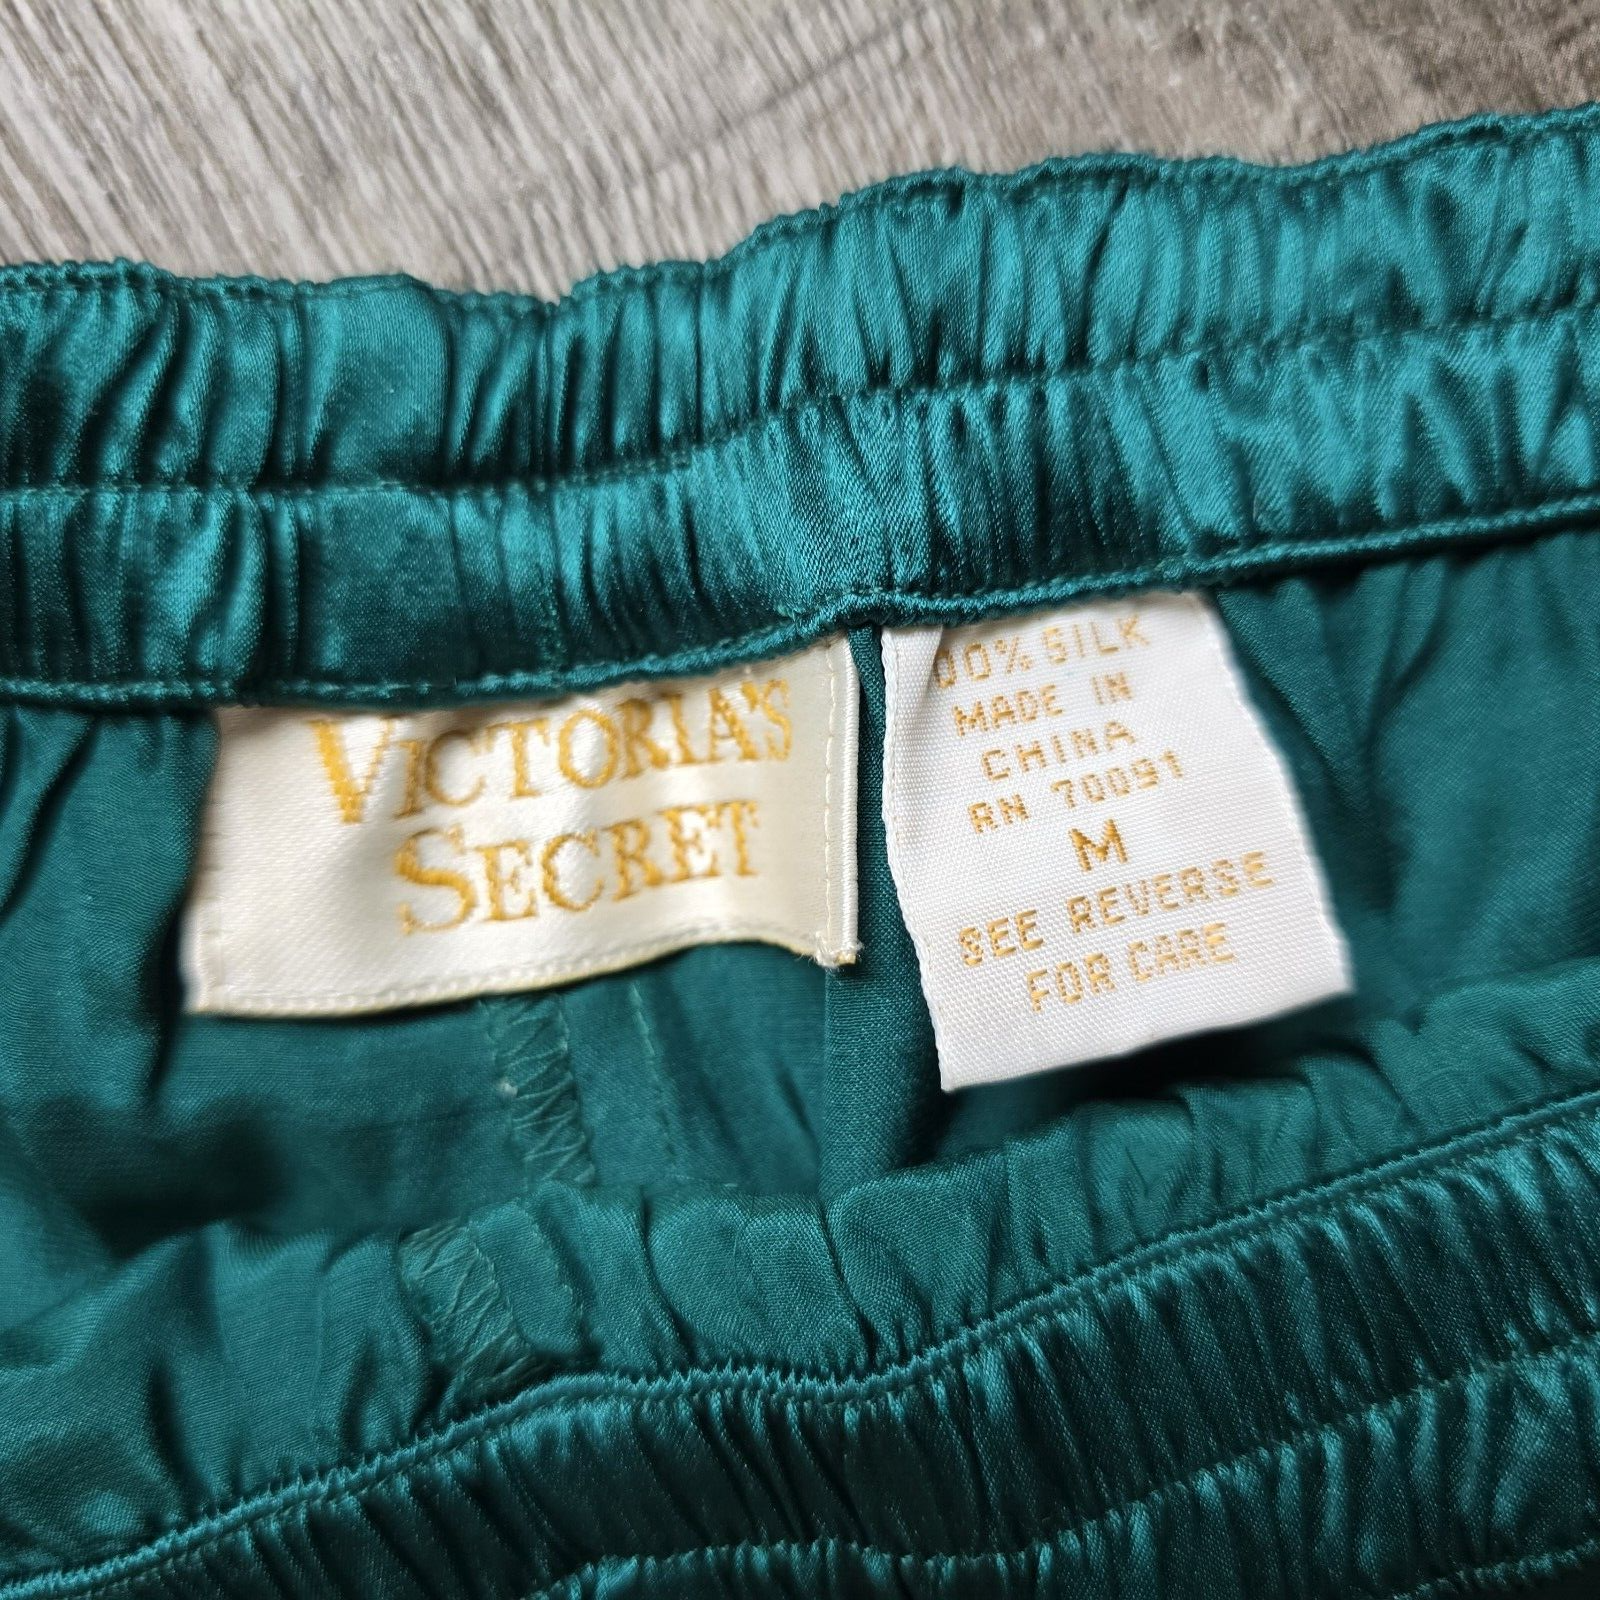 VICTORIA'S
SECRET
00% SILK
MADE IN
CHINA
RN 70091
M
SEE REVERSE
FOR CARE